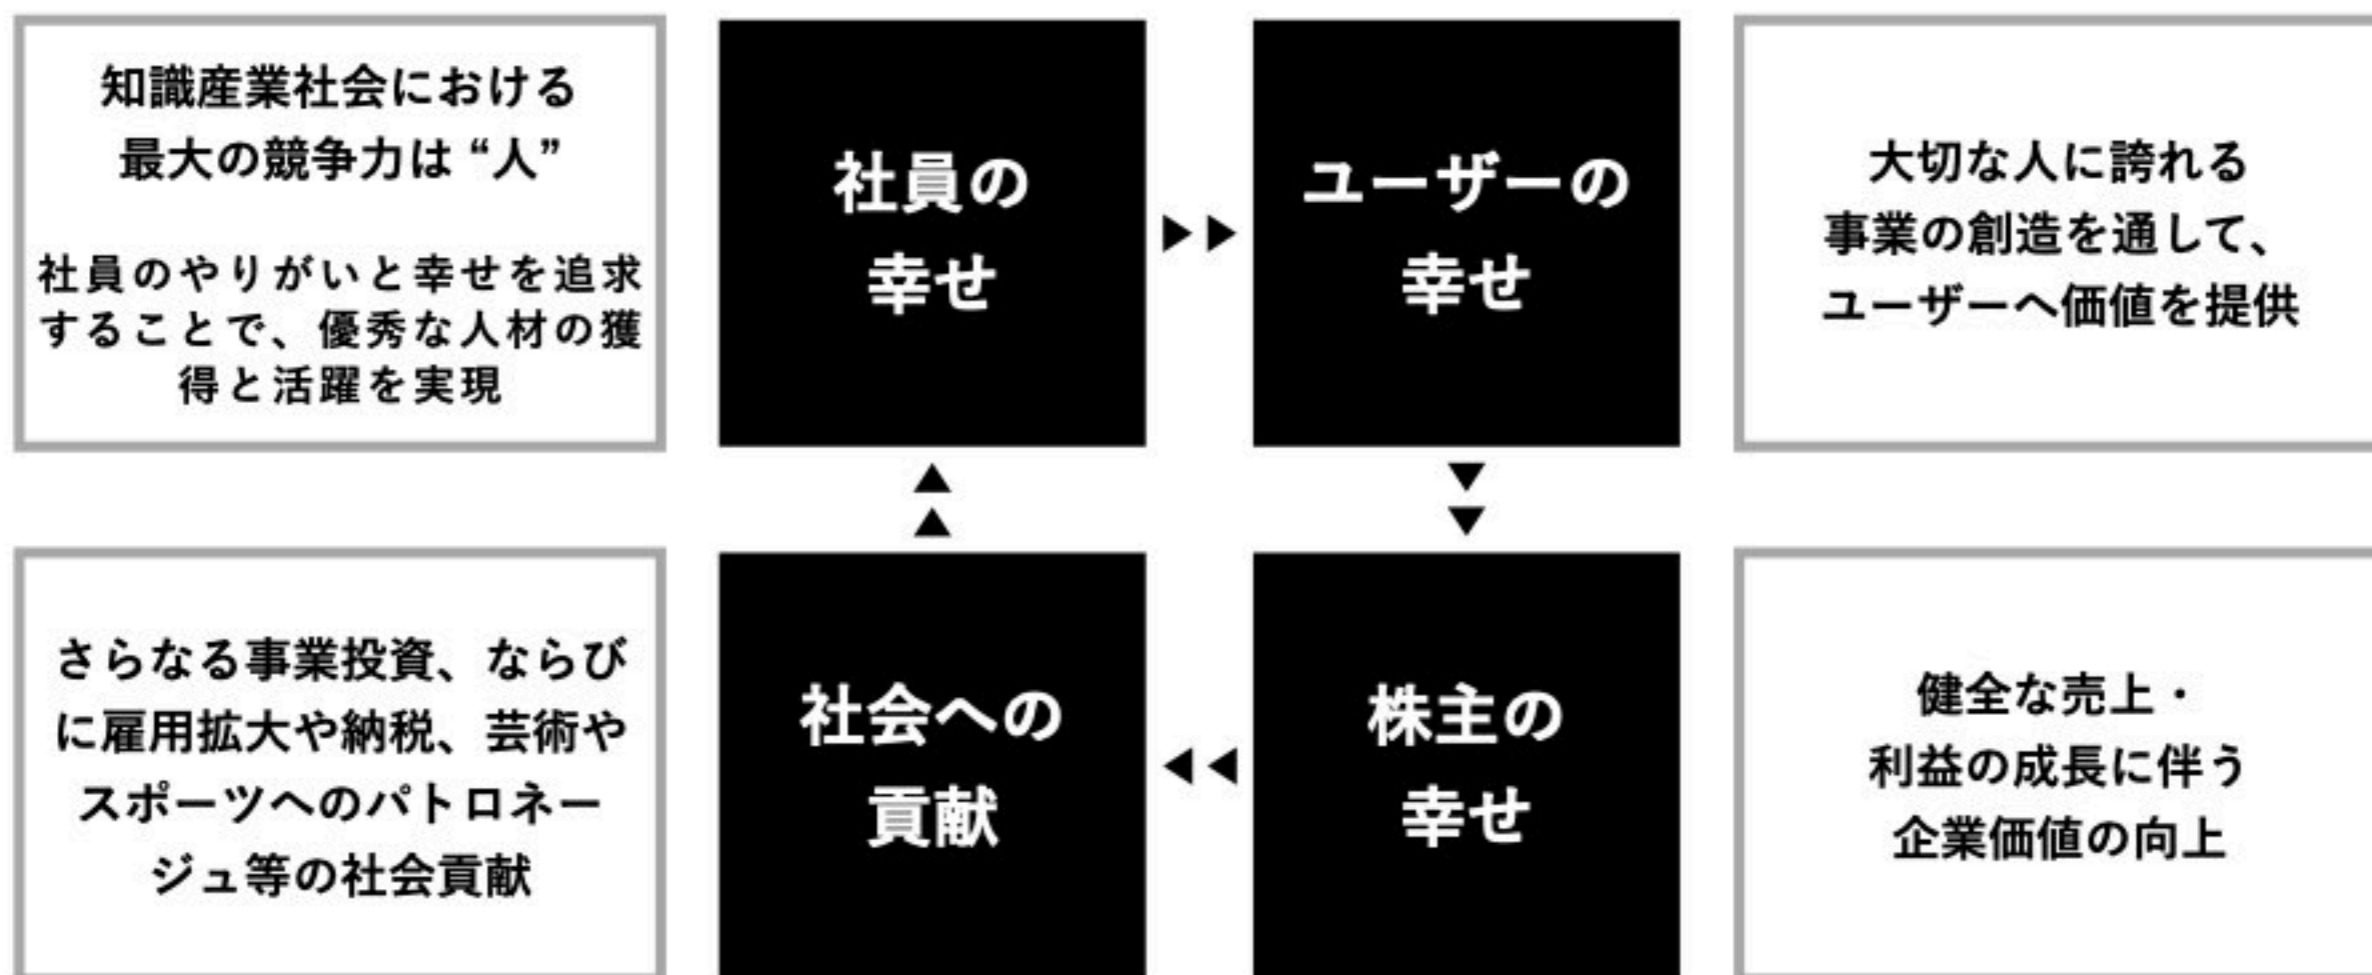 知識産業社会における
最大の競争力は “人”
社員のやりがいと幸せを追求
することで、優秀な人材の獲
得と活躍を実現
社員の
幸せ
ユーザーの
幸せ
大切な人に誇れる
事業の創造を通して、
ユーザーへ価値を提供
さらなる事業投資、ならび
に雇用拡大や納税、芸術や
スポーツへのパトロネー
ジュ等の社会貢献
社会への
貢献
株主の
幸せ
健全な売上・
利益の成長に伴う
企業価値の向上